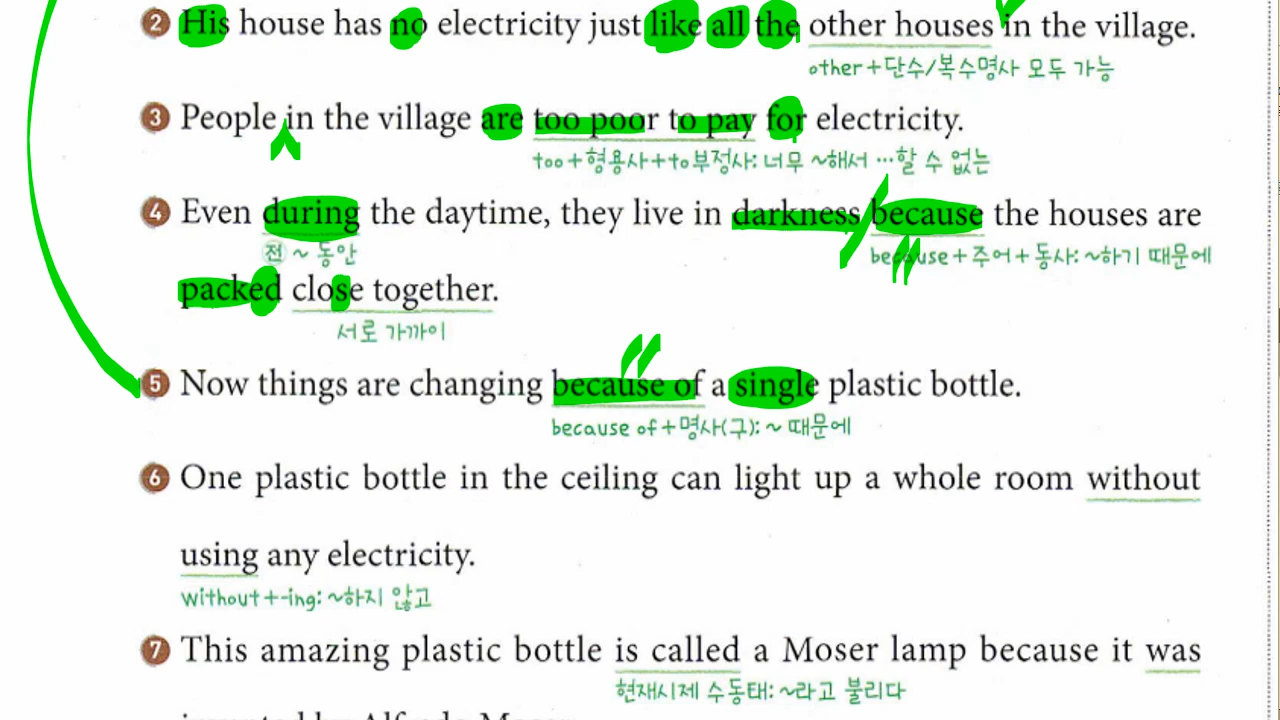 2 His house has no electricity just like all the other houses in the village.
other+단수/복수명사 모두 가능
3 People in the village are too poor to pay for electricity.
too+형용사+to부정사: 너무 ~해서 …할 수 없는
4 Even during the daytime, they live in darkness because the houses are
전 ~ 동안
because+주어+동사: ~하기 때문에
packed close together.
서로 가까이
5 Now things are changing because of a single plastic bottle.
because of+명사(구): ~ 때문에
6 One plastic bottle in the ceiling can light up a whole room without
using any electricity.
without+-ing: ~하지 않고
7 This amazing plastic bottle is called a Moser lamp because it was
현재시제 수동태: ~라고 불리다
invented by Alfredo Moser.